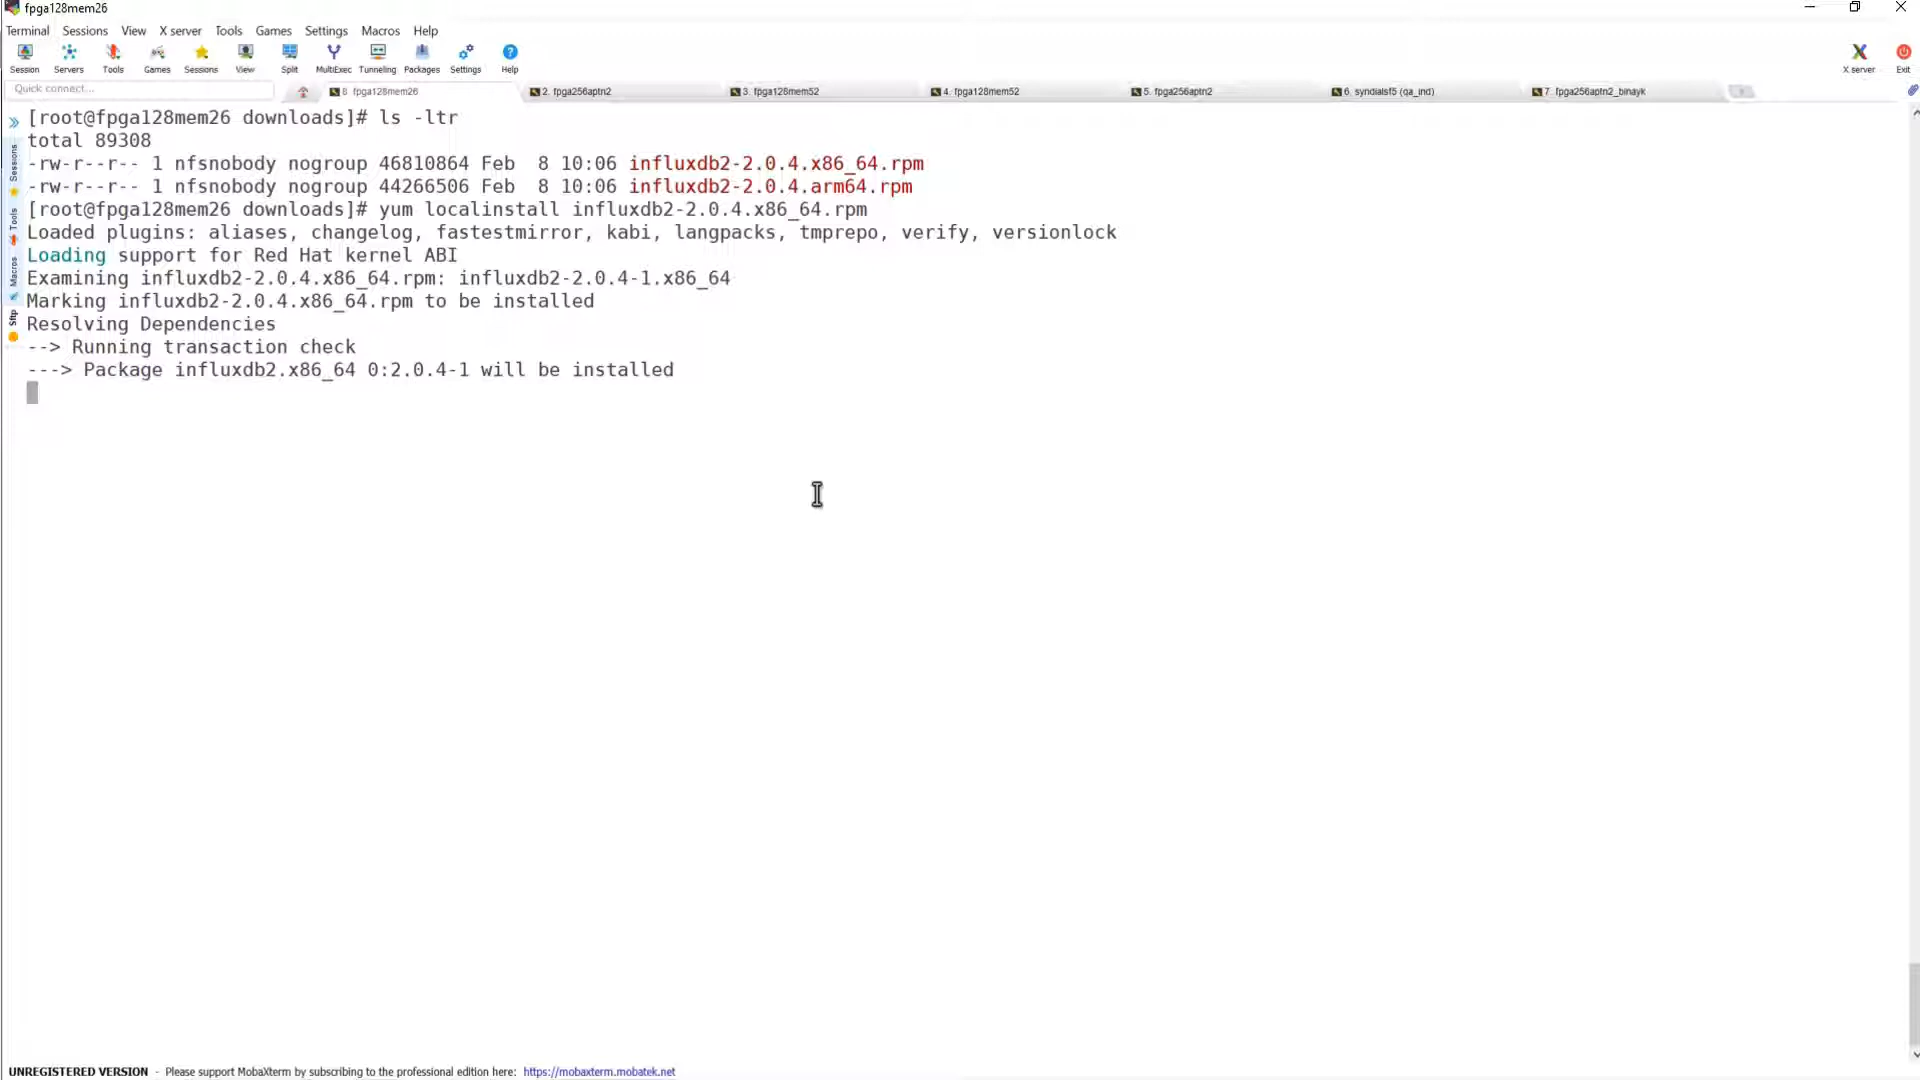 fpga128mem26
Terminal Sessions View X server Tools Games Settings Macros Help
Session Servers Tools Games Sessions View Split MultiExec Tunneling Packages Settings Help X server Exit
Quick connect... 8. fpga128mem26 2. fpga256aptn2 3. fpga128mem52 4. fpga128mem52 5. fpga256aptn2 6. syndialsf5 (qa_ind) 7. fpga256aptn2_binayk
[root@fpga128mem26 downloads]# ls -ltr
total 89308
-rw-r--r-- 1 nfsnobody nogroup 46810864 Feb  8 10:06 influxdb2-2.0.4.x86_64.rpm
-rw-r--r-- 1 nfsnobody nogroup 44266506 Feb  8 10:06 influxdb2-2.0.4.arm64.rpm
[root@fpga128mem26 downloads]# yum localinstall influxdb2-2.0.4.x86_64.rpm
Loaded plugins: aliases, changelog, fastestmirror, kabi, langpacks, tmprepo, verify, versionlock
Loading support for Red Hat kernel ABI
Examining influxdb2-2.0.4.x86_64.rpm: influxdb2-2.0.4-1.x86_64
Marking influxdb2-2.0.4.x86_64.rpm to be installed
Resolving Dependencies
--> Running transaction check
---> Package influxdb2.x86_64 0:2.0.4-1 will be installed
Sessions
Tools
Macros
Sftp
UNREGISTERED VERSION - Please support MobaXterm by subscribing to the professional edition here: https://mobaxterm.mobatek.net